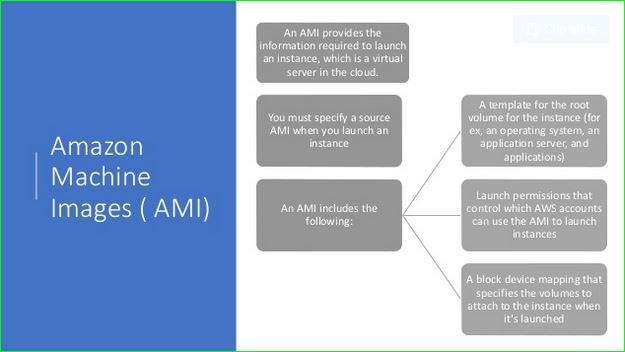 Amazon
Machine
Images ( AMI)
An AMI provides the
information required to launch
an instance, which is a virtual
server in the cloud.
You must specify a source
AMI when you launch an
instance
An AMI includes the
following:
A template for the root
volume for the instance (for
ex, an operating system, an
application server, and
applications)
Launch permissions that
control which AWS accounts
can use the AMI to launch
instances
A block device mapping that
specifies the volumes to
attach to the instance when
it's launched
Clip slide